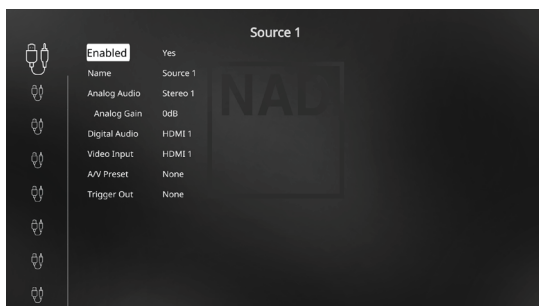 Source 1
Enabled Yes
Name Source 1
Analog Audio Stereo 1
Analog Gain 0dB
Digital Audio HDMI 1
Video Input HDMI 1
A/V Preset None
Trigger Out None
NAD